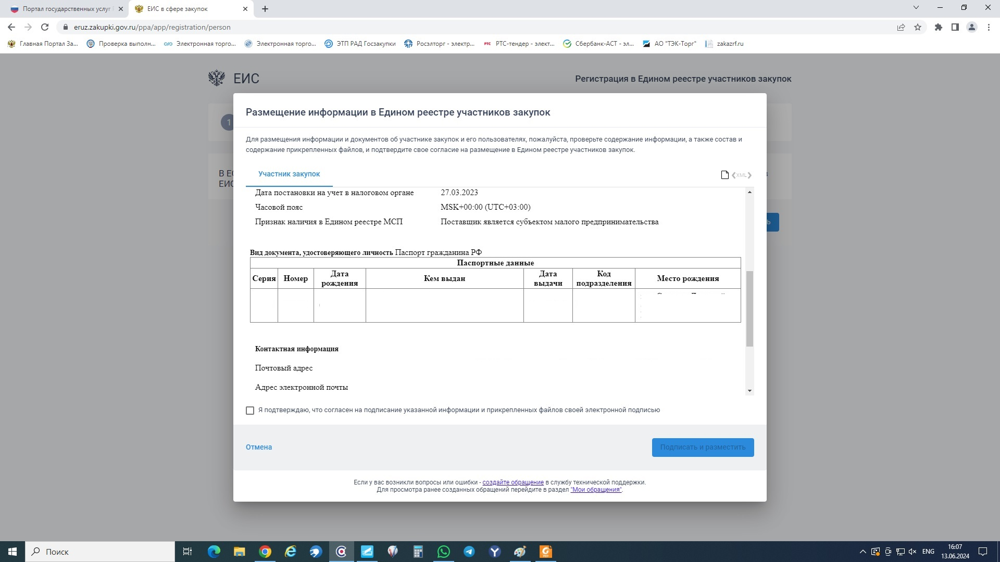 Портал государственных услуг
ЕИС в сфере закупок
eruz.zakupki.gov.ru/ppa/app/registration/person
Главная Портал За...
Проверка выполн...
Электронная торго...
Электронная торго...
ЭТП РАД Госзакупки
Росэлторг - электр...
РТС
РТС-тендер - элект...
Сбербанк-АСТ - эл...
АО "ТЭК-Торг"
zakazrf.ru
ЕИС
Регистрация в Едином реестре участников закупок
1
Размещение информации в Едином реестре участников закупок
Для размещения информации и документов об участнике закупок и его пользователях, пожалуйста, проверьте содержание информации, а также состав и
содержание прикрепленных файлов, и подтвердите свое согласие на размещение в Едином реестре участников закупок.
Участник закупок
XML
Дата постановки на учет в налоговом органе 27.03.2023
Часовой пояс MSK+00:00 (UTC+03:00)
Признак наличия в Едином реестре МСП Поставщик является субъектом малого предпринимательства
Вид документа, удостоверяющего личность Паспорт гражданина РФ
Паспортные данные
Серия
Номер
Дата
рождения
Кем выдан
Дата
выдачи
Код
подразделения
Место рождения
Контактная информация
Почтовый адрес
Адрес электронной почты
Я подтверждаю, что согласен на подписание указанной информации и прикрепленных файлов своей электронной подписью
Отмена
Подписать и разместить
Если у вас возникли вопросы или ошибки - создайте обращение в службу технической поддержки.
Для просмотра ранее созданных обращений перейдите в раздел "Мои обращения".
Поиск
ENG
16:07
13.06.2024